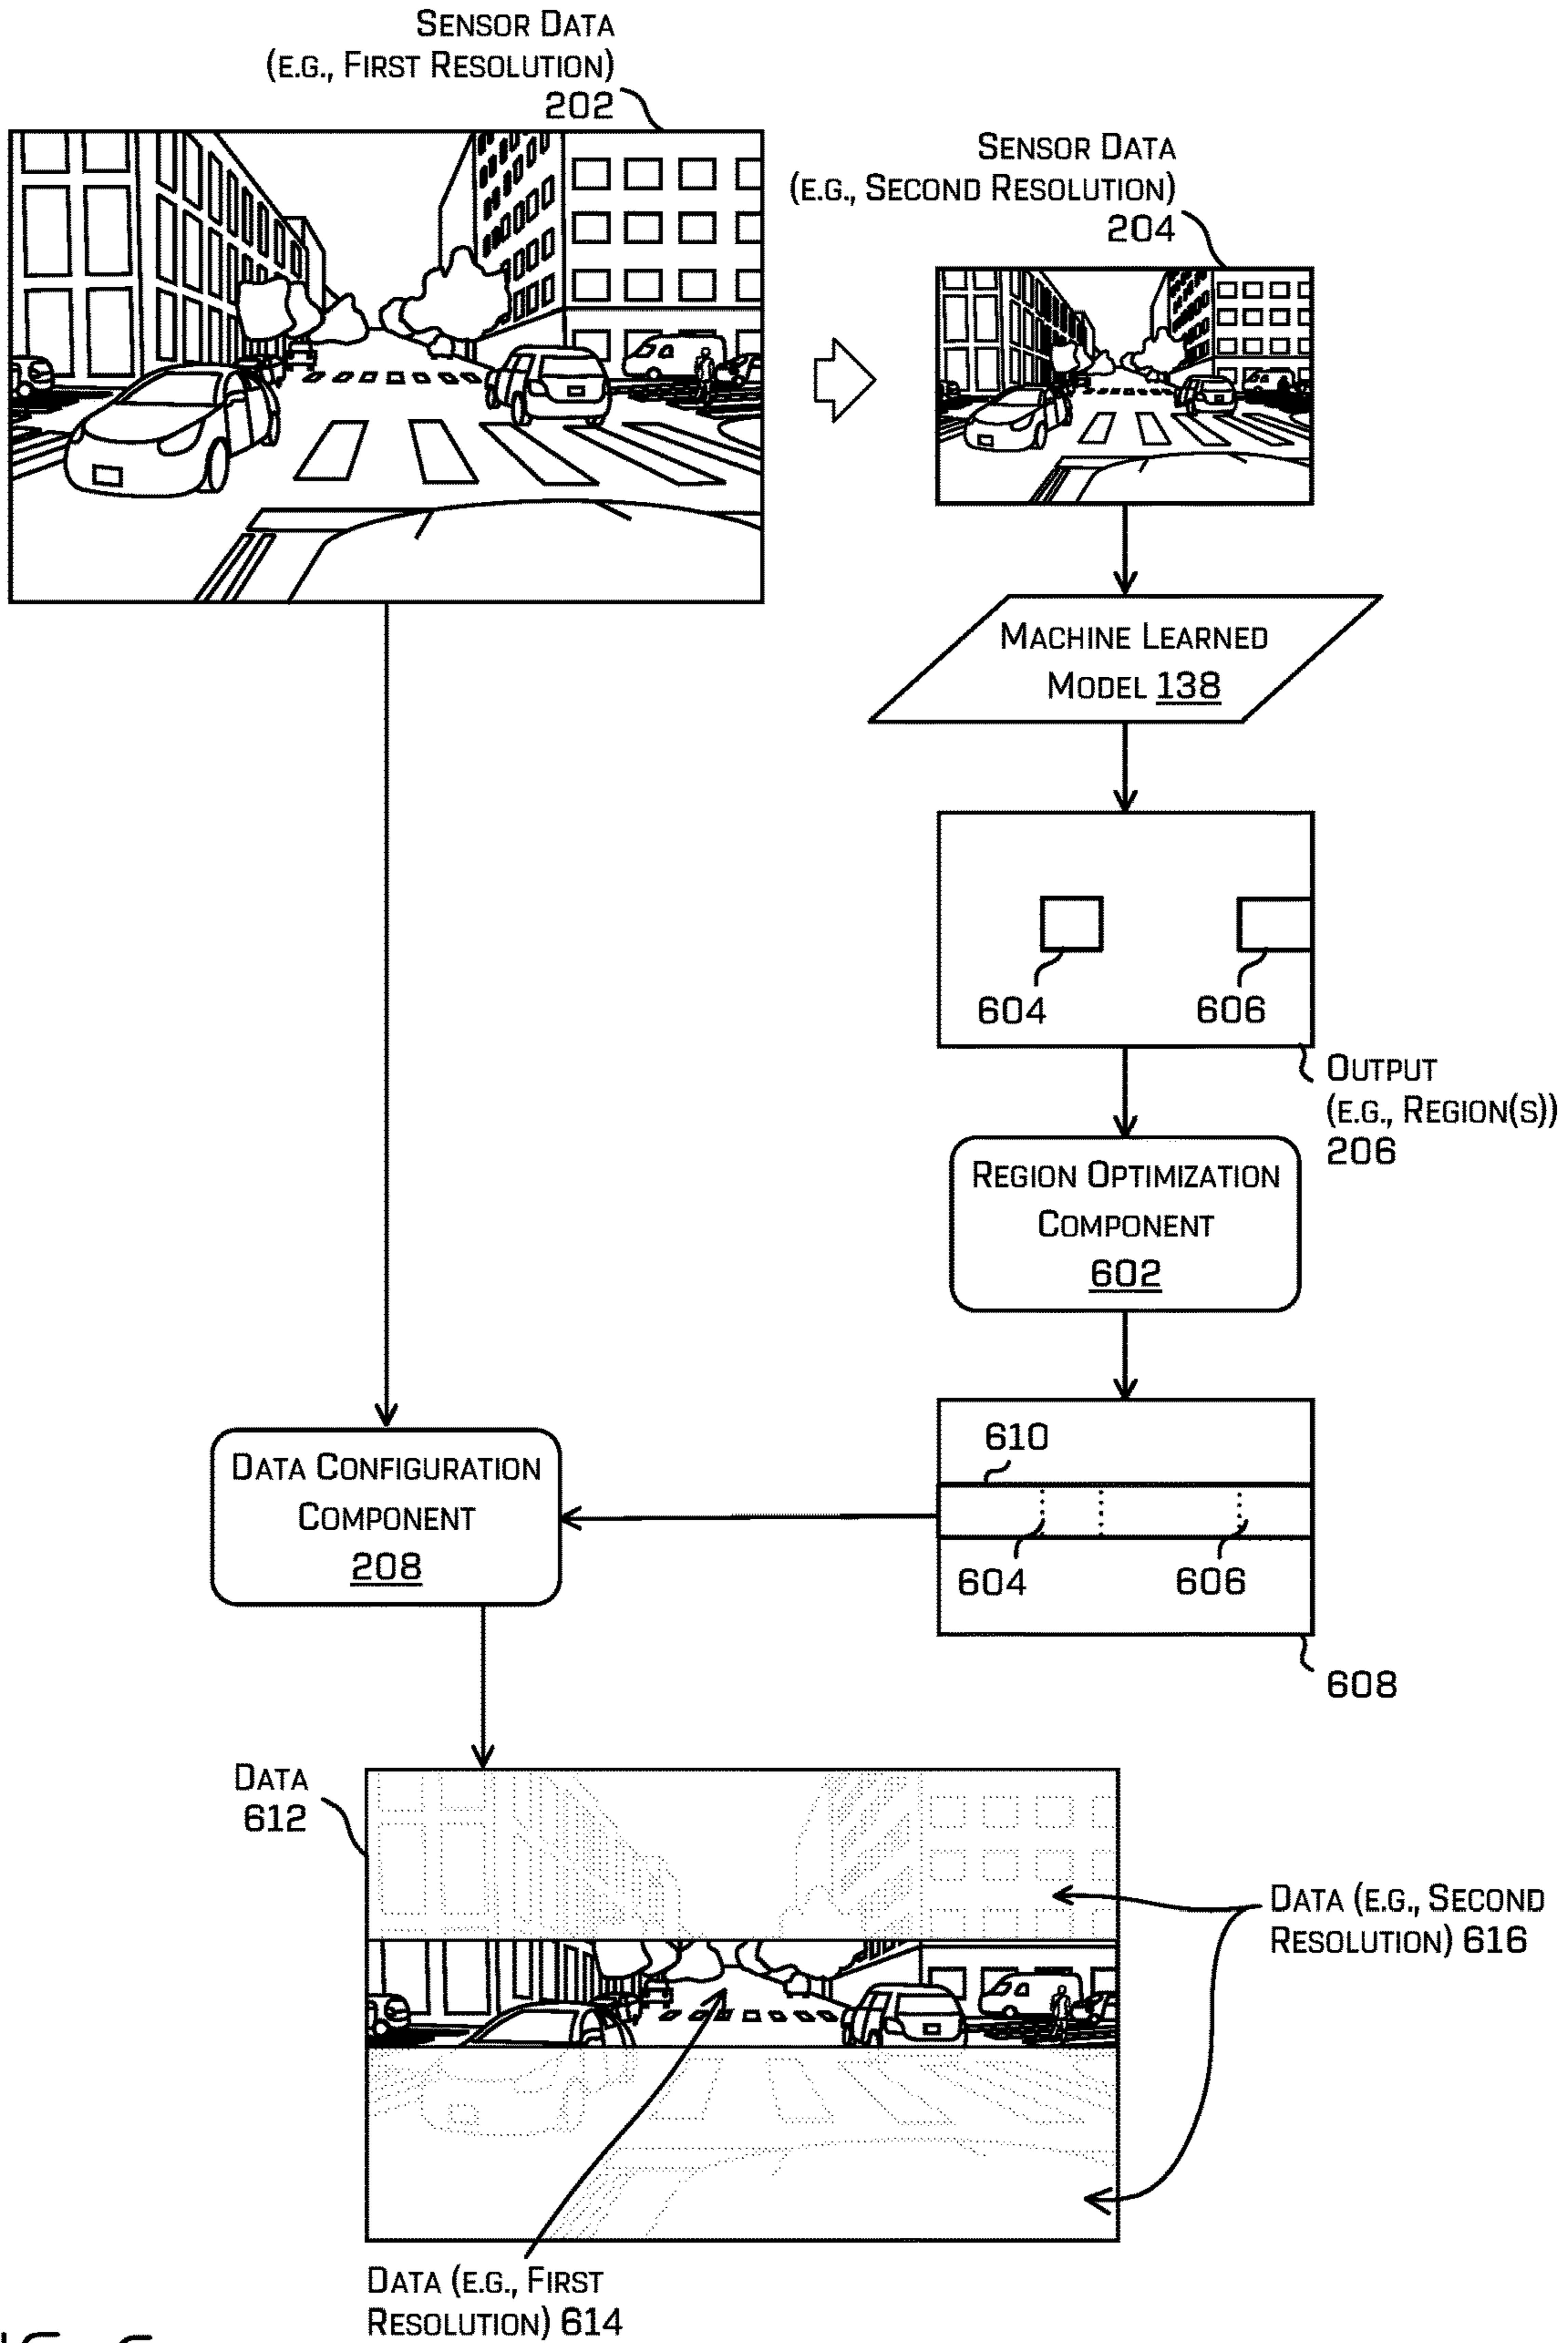 SENSOR DATA
(E.G., FIRST RESOLUTION)
202
SENSOR DATA
(E.G., SECOND RESOLUTION)
204
MACHINE LEARNED
MODEL 138
604
606
OUTPUT
(E.G., REGION(S))
206
REGION OPTIMIZATION
COMPONENT
602
610
DATA CONFIGURATION
COMPONENT
208
604
606
608
DATA
612
DATA (E.G., SECOND
RESOLUTION) 616
DATA (E.G., FIRST
RESOLUTION) 614